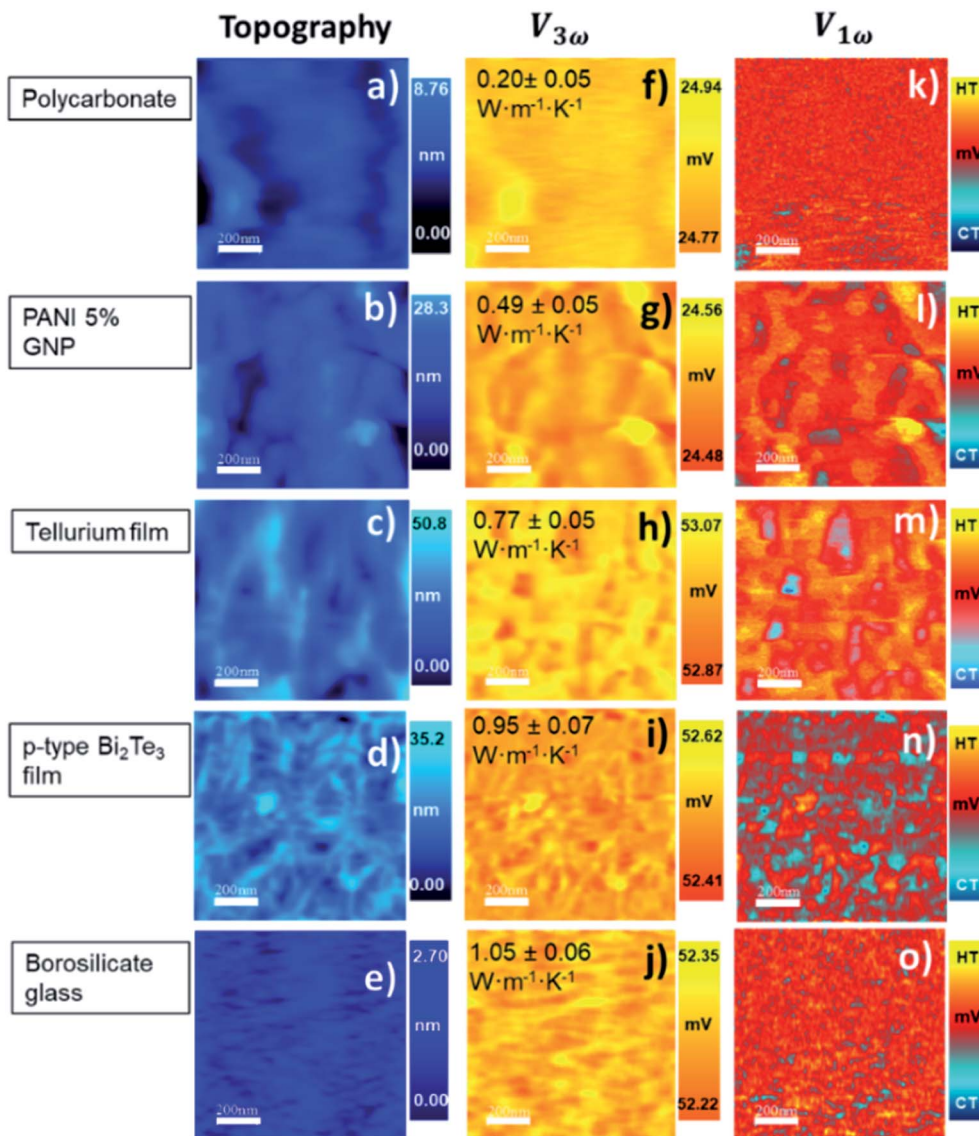 Topography V3ω V1ω
Polycarbonate
a)
8.76
nm
0.00
200nm
0.20± 0.05
W·m⁻¹·K⁻¹
f)
24.94
mV
24.77
200nm
k)
HT
mV
CT
200nm
PANI 5%
GNP
b)
28.3
nm
0.00
200nm
0.49 ± 0.05
W·m⁻¹·K⁻¹
g)
24.56
mV
24.48
200nm
l)
HT
mV
CT
200nm
Tellurium film
c)
50.8
nm
0.00
200nm
0.77 ± 0.05
W·m⁻¹·K⁻¹
h)
53.07
mV
52.87
200nm
m)
HT
mV
CT
200nm
p-type Bi₂Te₃
film
d)
35.2
nm
0.00
200nm
0.95 ± 0.07
W·m⁻¹·K⁻¹
i)
52.62
mV
52.41
200nm
n)
HT
mV
CT
200nm
Borosilicate
glass
e)
2.70
nm
0.00
200nm
1.05 ± 0.06
W·m⁻¹·K⁻¹
j)
52.35
mV
52.22
200nm
o)
HT
mV
CT
200nm